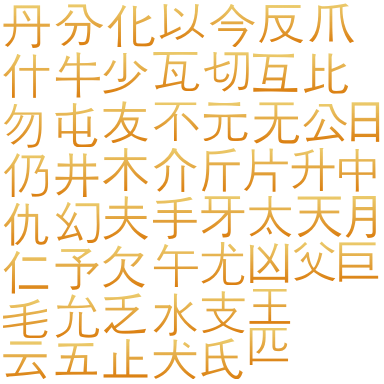 丹分化以今反爪
什牛少瓦切互比
勿屯友不元无公日
仍井木介斤片升中
仇幻夫手牙太天月
仁予欠午尤凶父巨
毛允乏水支王
云五止犬氏匹